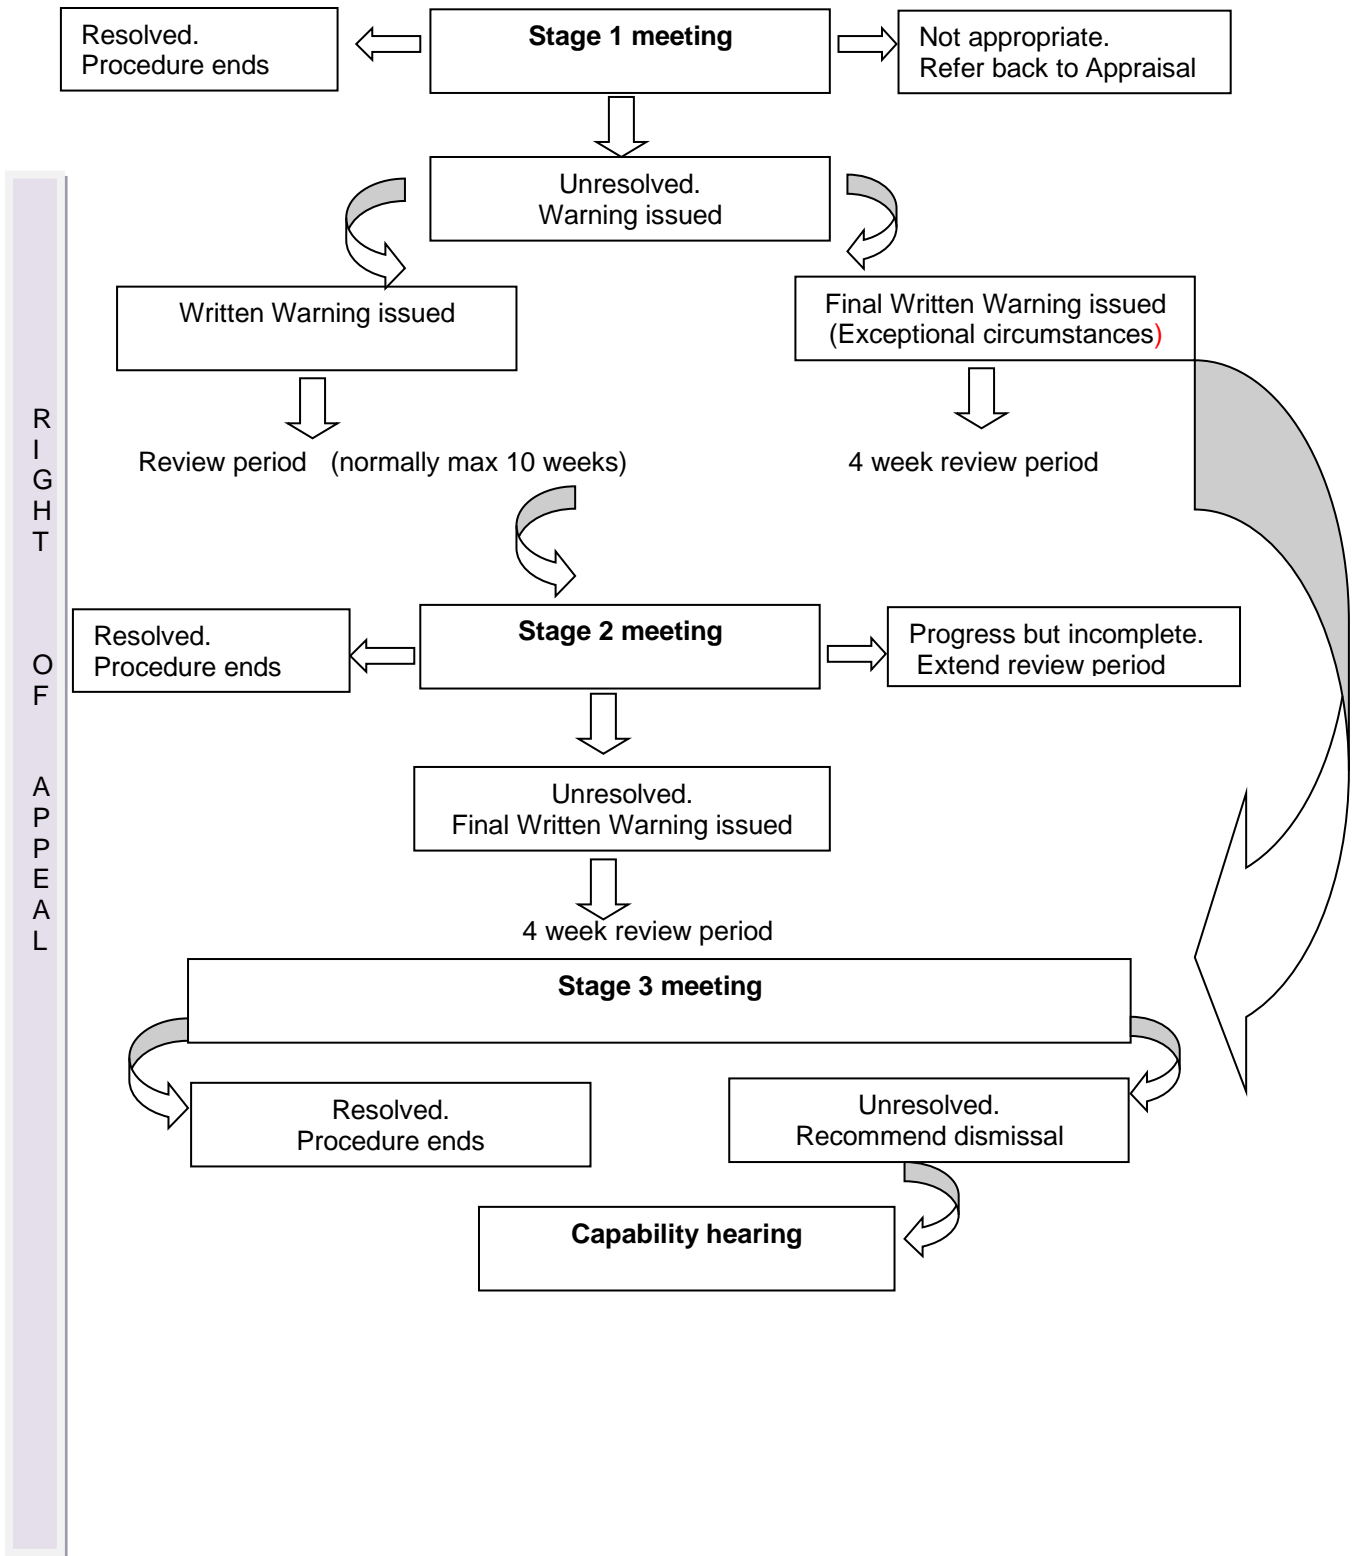 Resolved.
Procedure ends
Stage 1 meeting
Not appropriate.
Refer back to Appraisal
Unresolved.
Warning issued
Written Warning issued
Final Written Warning issued
(Exceptional circumstances)
Review period (normally max 10 weeks)
4 week review period
Resolved.
Procedure ends
Stage 2 meeting
Progress but incomplete.
Extend review period
Unresolved.
Final Written Warning issued
4 week review period
Stage 3 meeting
Resolved.
Procedure ends
Unresolved.
Recommend dismissal
Capability hearing
RIGHT OF APPEAL